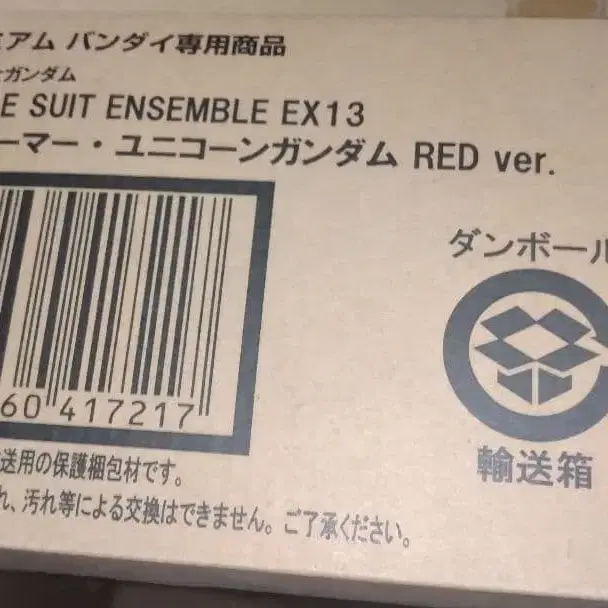 ミアム バンダイ専用商品
士ガンダム
E SUIT ENSEMBLE EX13
ーマー・ユニコーンガンダム RED ver.
ダンボール
60 417217
輸送箱
送用の保護梱包材です。
れ、汚れ等による交換はできません。ご了承ください。